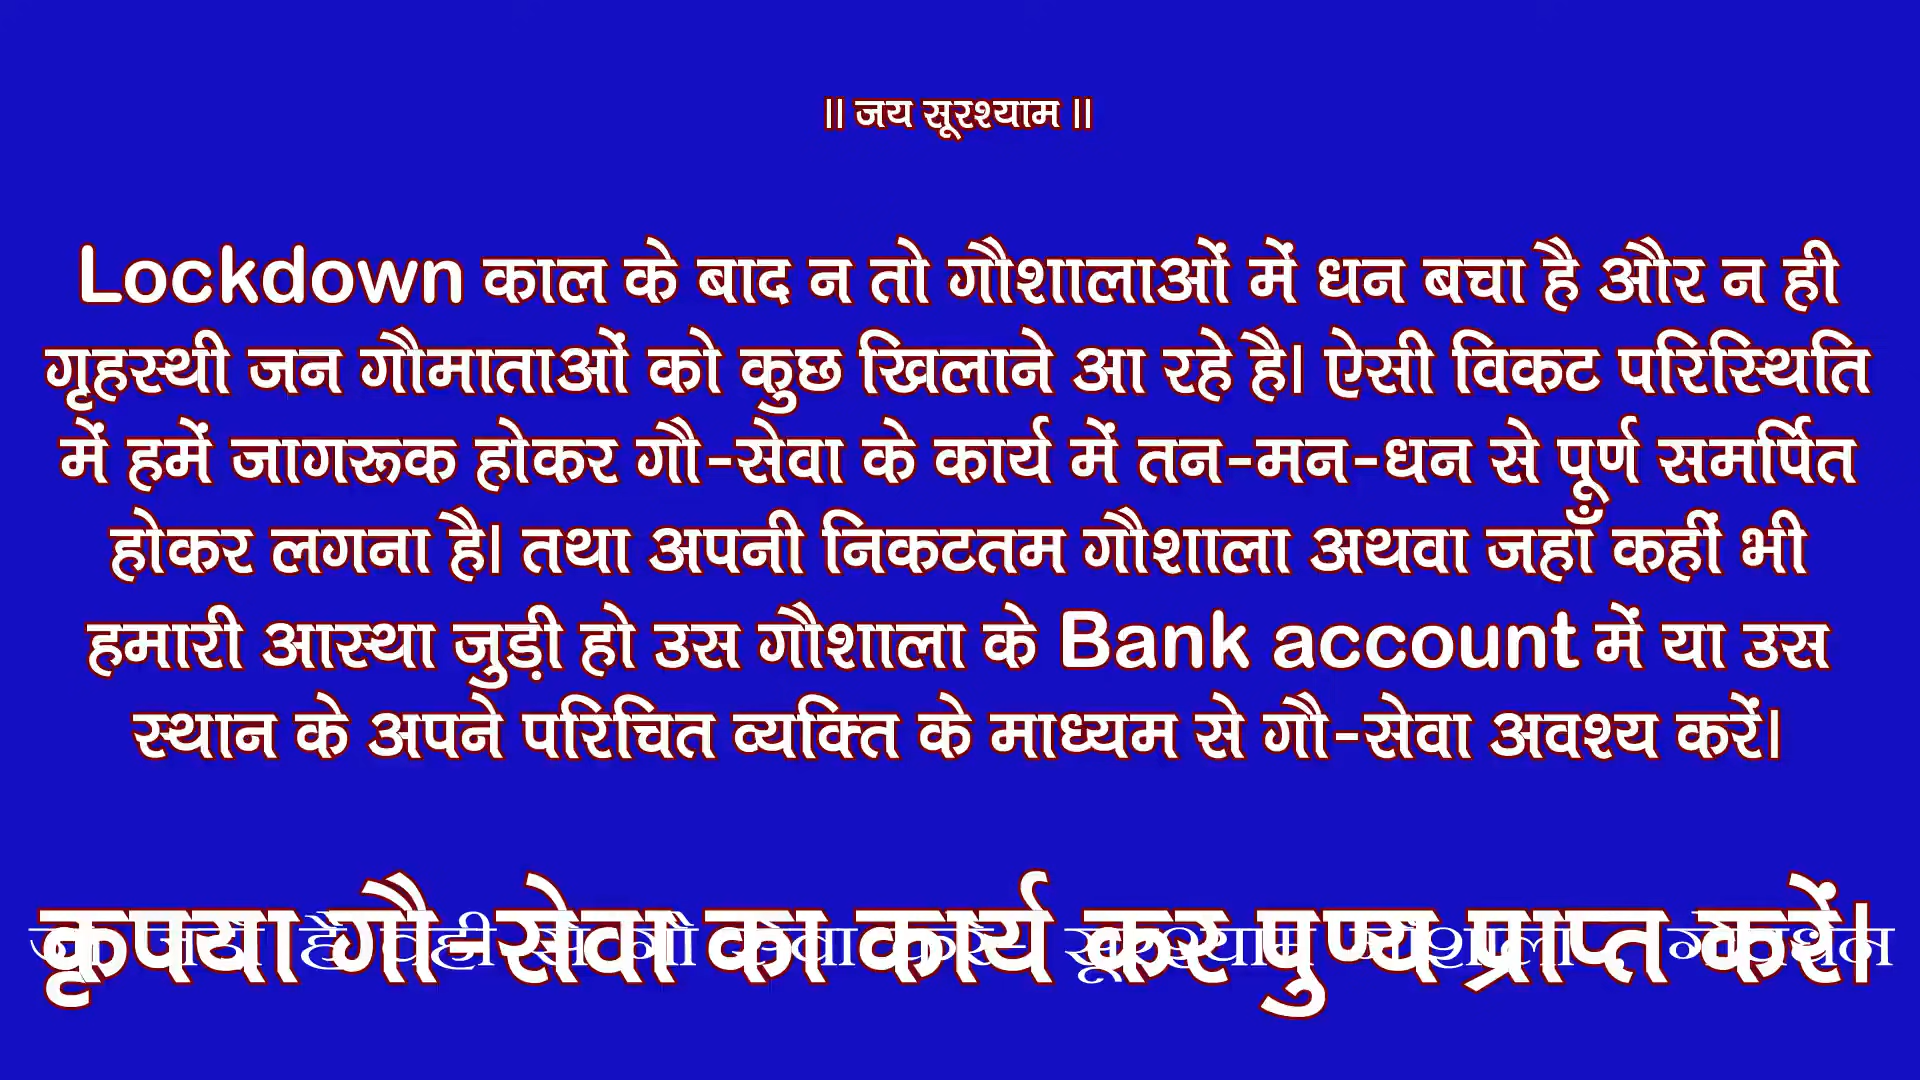 ॥ जय सूरश्याम ॥
Lockdown काल के बाद न तो गौशालाओं में धन बचा है और न ही
गृहस्थी जन गौमाताओं को कुछ खिलाने आ रहे है। ऐसी विकट परिस्थिति
में हमें जागरूक होकर गौ-सेवा के कार्य में तन-मन-धन से पूर्ण समर्पित
होकर लगना है। तथा अपनी निकटतम गौशाला अथवा जहाँ कहीं भी
हमारी आस्था जुड़ी हो उस गौशाला के Bank account में या उस
स्थान के अपने परिचित व्यक्ति के माध्यम से गौ-सेवा अवश्य करें।
कृपया गौ-सेवा का कार्य कर पुण्य प्राप्त करें।